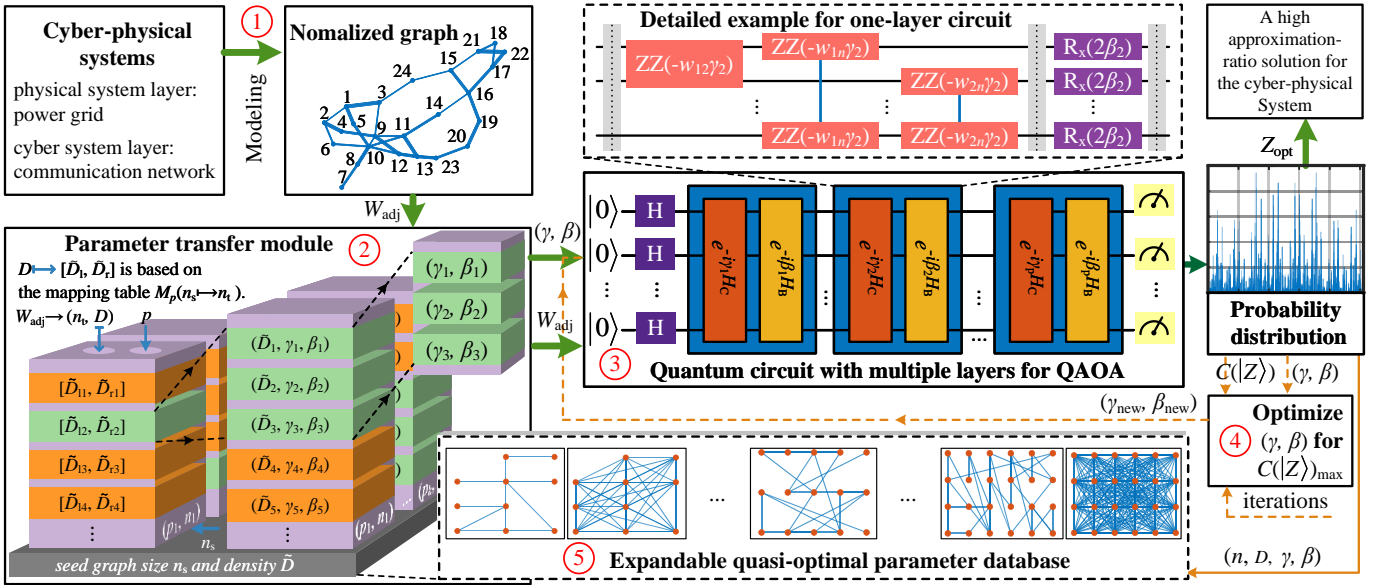 Cyber-physical
systems
physical system layer:
power grid
cyber system layer:
communication network
1
Modeling
Nomalized graph
18
21
22
15
17
24
16
1
3
14
2
4
5
9
11
19
20
6
8
10
12
13
23
7
W_adj
Detailed example for one-layer circuit
ZZ(-w_12γ_2)
ZZ(-w_1nγ_2)
ZZ(-w_2nγ_2)
R_x(2β_2)
R_x(2β_2)
⋮ ⋮ ⋮
ZZ(-w_1nγ_2)
ZZ(-w_2nγ_2)
R_x(2β_2)
A high
approximation-
ratio solution for
the cyber-physical
System
Z_opt
Parameter transfer module
2
D ↦ [D̃_l, D̃_r] is based on
the mapping table M_p(n_s↦n_t ).
W_adj→ (n_t, D)
p
[D̃_l1, D̃_r1]
[D̃_l2, D̃_r2]
[D̃_l3, D̃_r3]
[D̃_l4, D̃_r4]
⋮
(p_1, n_1)
n_s
(D̃_1, γ_1, β_1)
(D̃_2, γ_2, β_2)
(D̃_3, γ_3, β_3)
(D̃_4, γ_4, β_4)
(D̃_5, γ_5, β_5)
⋮
(p_1, n_1)
...
(γ_1, β_1)
(γ_2, β_2)
(γ_3, β_3)
seed graph size n_s and density D̃
(γ, β)
W_adj
|0⟩ H
|0⟩ H
⋮ ⋮
|0⟩ H
e^-iγ_1H_C
e^-iβ_1H_B
e^-iγ_2H_C
e^-iβ_2H_B
...
⋮
...
e^-iγ_pH_C
e^-iβ_pH_B
⋮
3
Quantum circuit with multiple layers for QAOA
Probability
distribution
C(|Z⟩)
(γ, β)
(γ_new, β_new)
Optimize
4
(γ, β) for
C(|Z⟩)_max
iterations
(n, D, γ, β)
...
...
5
Expandable quasi-optimal parameter database